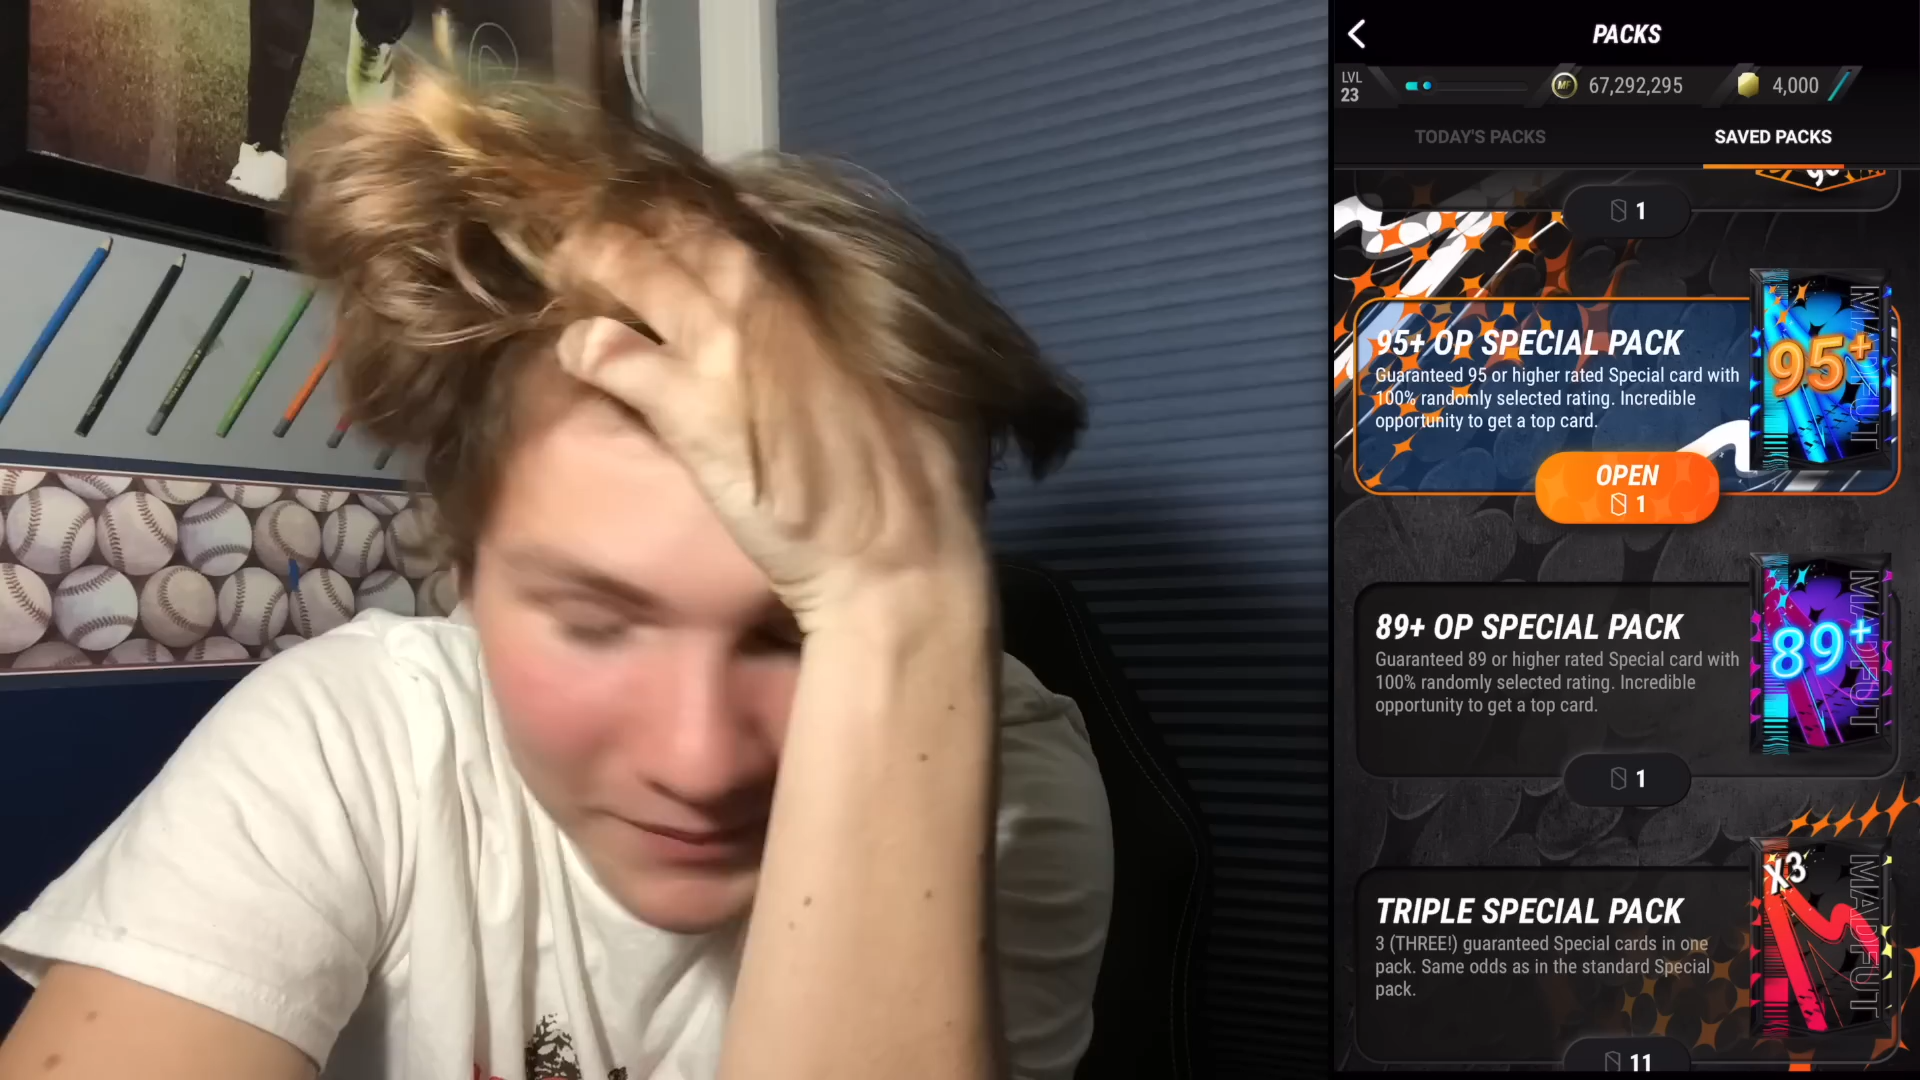 PACKS
LVL
23
MF
67,292,295
4,000
TODAY'S PACKS
SAVED PACKS
1
95+ OP SPECIAL PACK
Guaranteed 95 or higher rated Special card with
100% randomly selected rating. Incredible
opportunity to get a top card.
95+
MADFUT
OPEN
1
89+ OP SPECIAL PACK
Guaranteed 89 or higher rated Special card with
100% randomly selected rating. Incredible
opportunity to get a top card.
89+
MADFUT
1
TRIPLE SPECIAL PACK
3 (THREE!) guaranteed Special cards in one
pack. Same odds as in the standard Special
pack.
X3
MADFUT
11